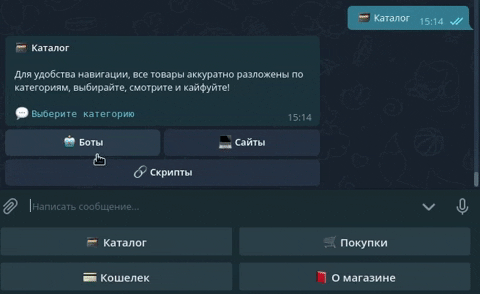 Каталог
15:14
Каталог
Для удобства навигации, все товары аккуратно разложены по
категориям, выбирайте, смотрите и кайфуйте!
Выберите категорию
15:14
Боты
Сайты
Скрипты
Написать сообщение...
Каталог
Покупки
Кошелек
О магазине